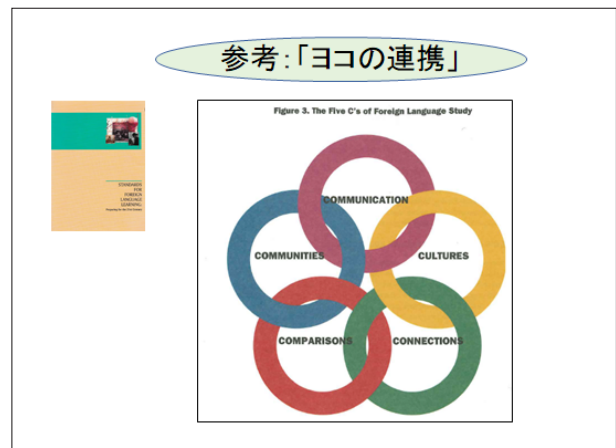 参考:「ヨコの連携」
Figure 3. The Five C's of Foreign Language Study
STANDARDS
FOR
FOREIGN
LANGUAGE
LEARNING
COMMUNICATION
COMMUNITIES
CULTURES
COMPARISONS
CONNECTIONS